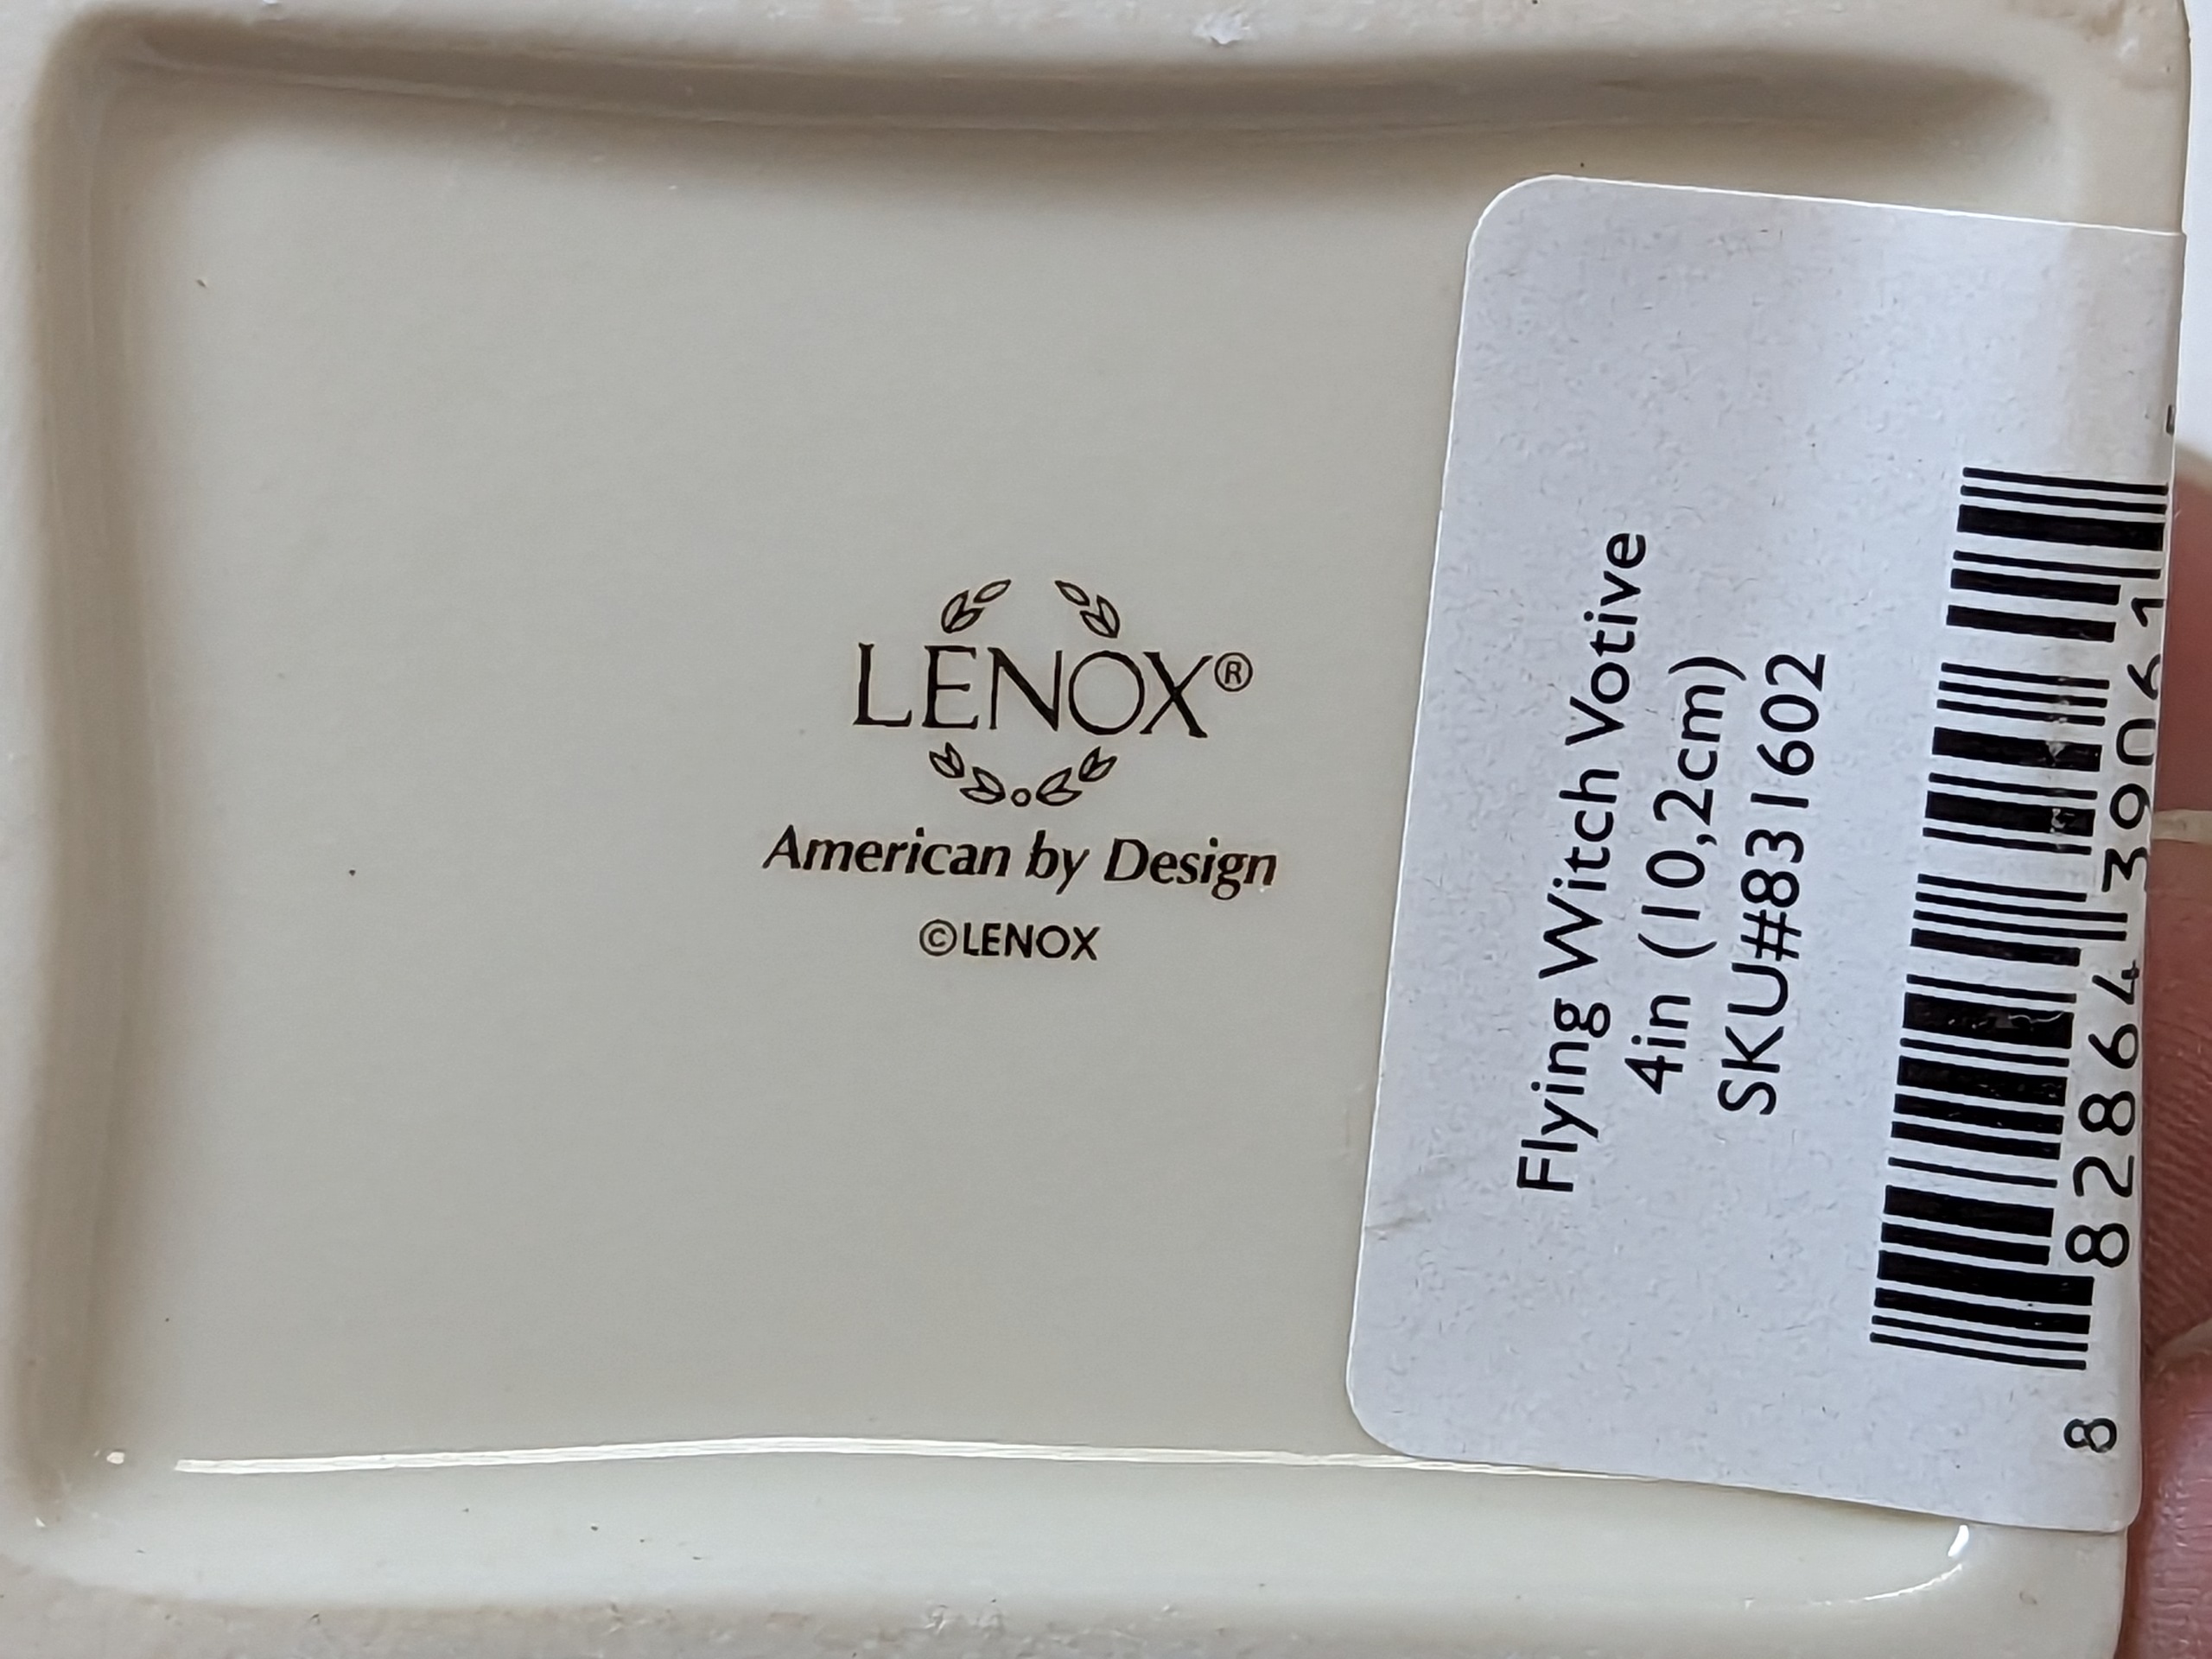 LENOX®
American by Design
©LENOX
Flying Witch Votive
4in (10,2cm)
SKU#831602
8 82864 39061